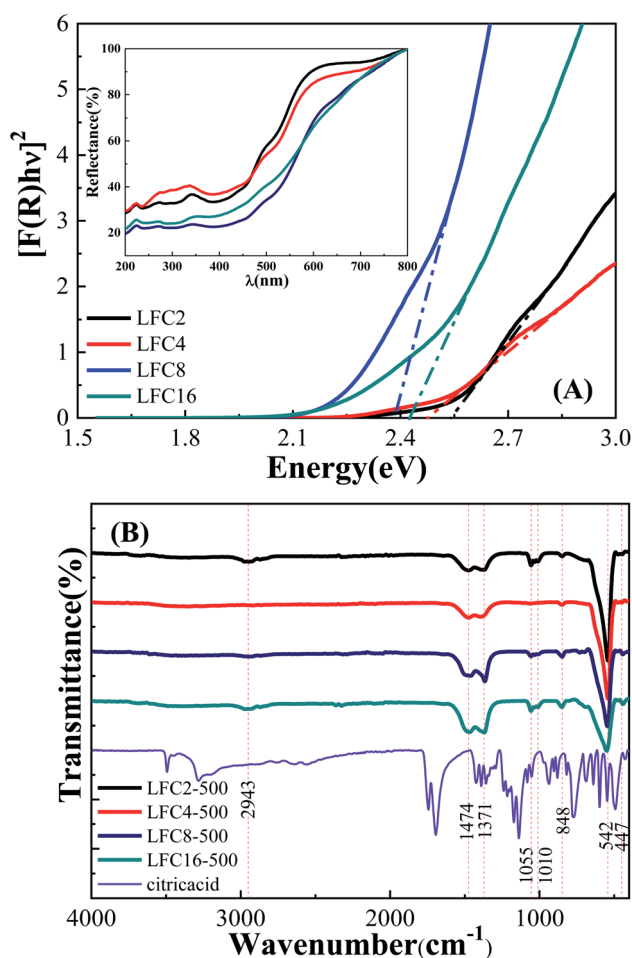 [F(R)hν]²
6
5
4
3
2
1
0
1.5 1.8 2.1 2.4 2.7 3.0
Energy(eV)
Reflectance(%)
100
80
60
40
20
200 300 400 500 600 700 800
λ(nm)
LFC2
LFC4
LFC8
LFC16
(A)
(B)
Transmittance(%)
LFC2-500
LFC4-500
LFC8-500
LFC16-500
citricacid
2943
1474
1371
1055
1010
848
542
447
4000 3000 2000 1000
Wavenumber(cm⁻¹)